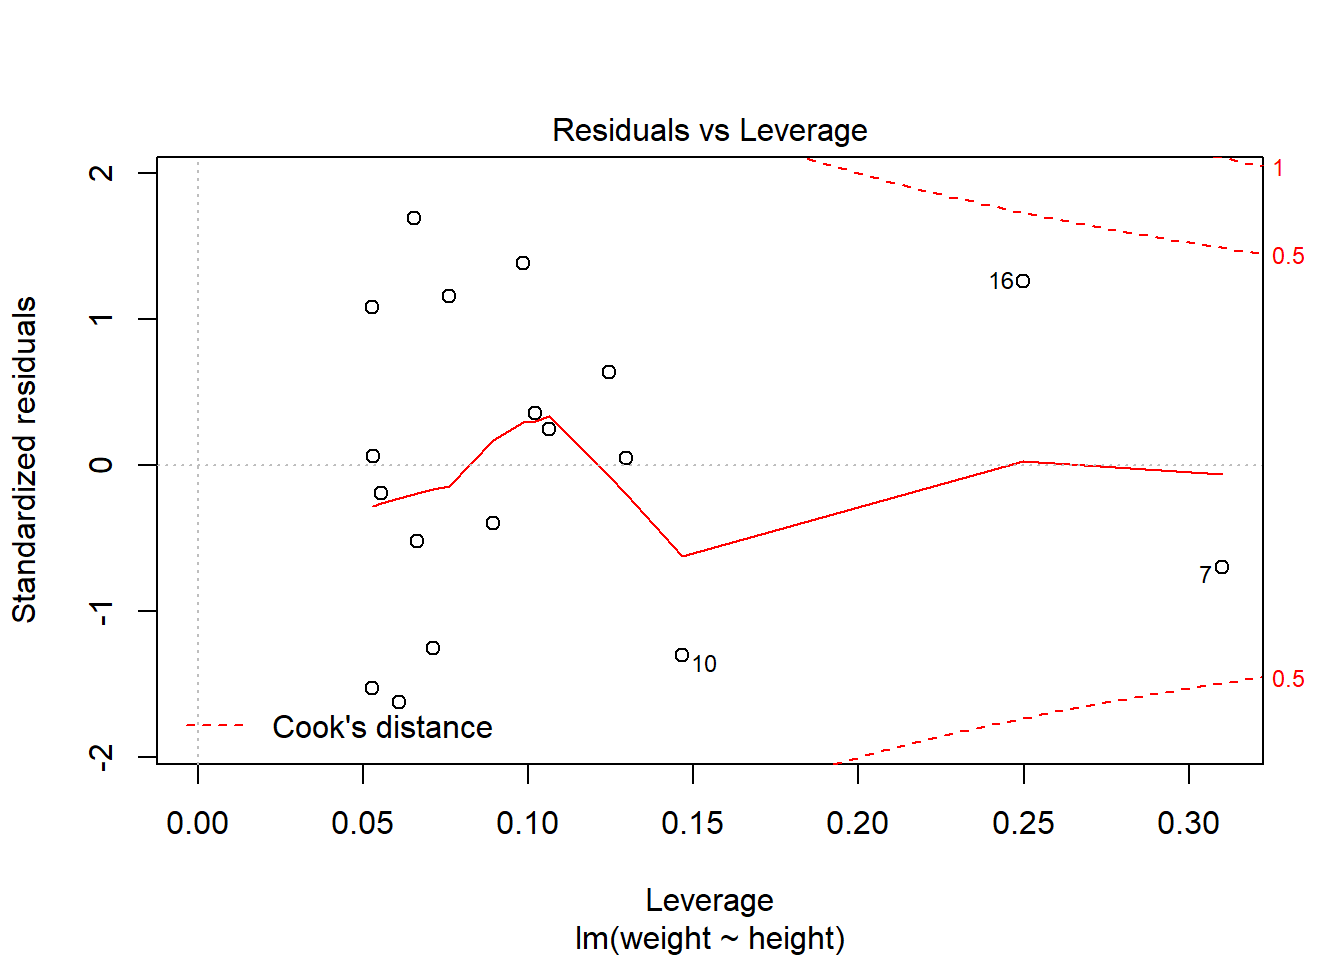 Residuals vs Leverage
Standardized residuals
2
1
0
-1
-2
1
0.5
0.5
16
7
10
Cook's distance
0.00 0.05 0.10 0.15 0.20 0.25 0.30
Leverage
lm(weight ~ height)